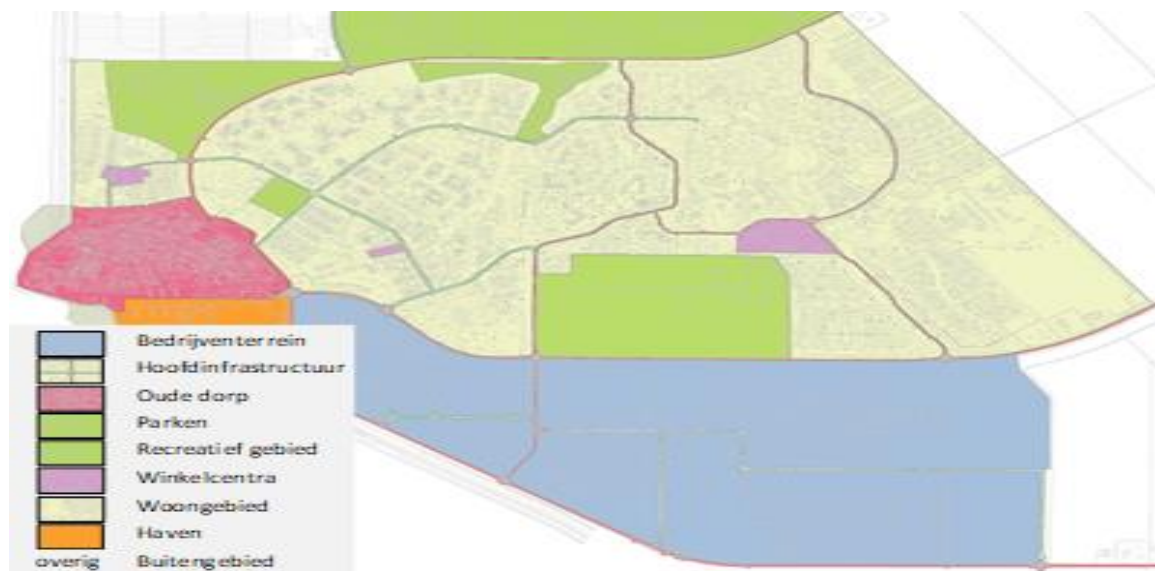 Bedrijventerrein
Hoofdinfrastructuur
Oude dorp
Parken
Recreatief gebied
Winkelcentra
Woongebied
Haven
overig Buitengebied